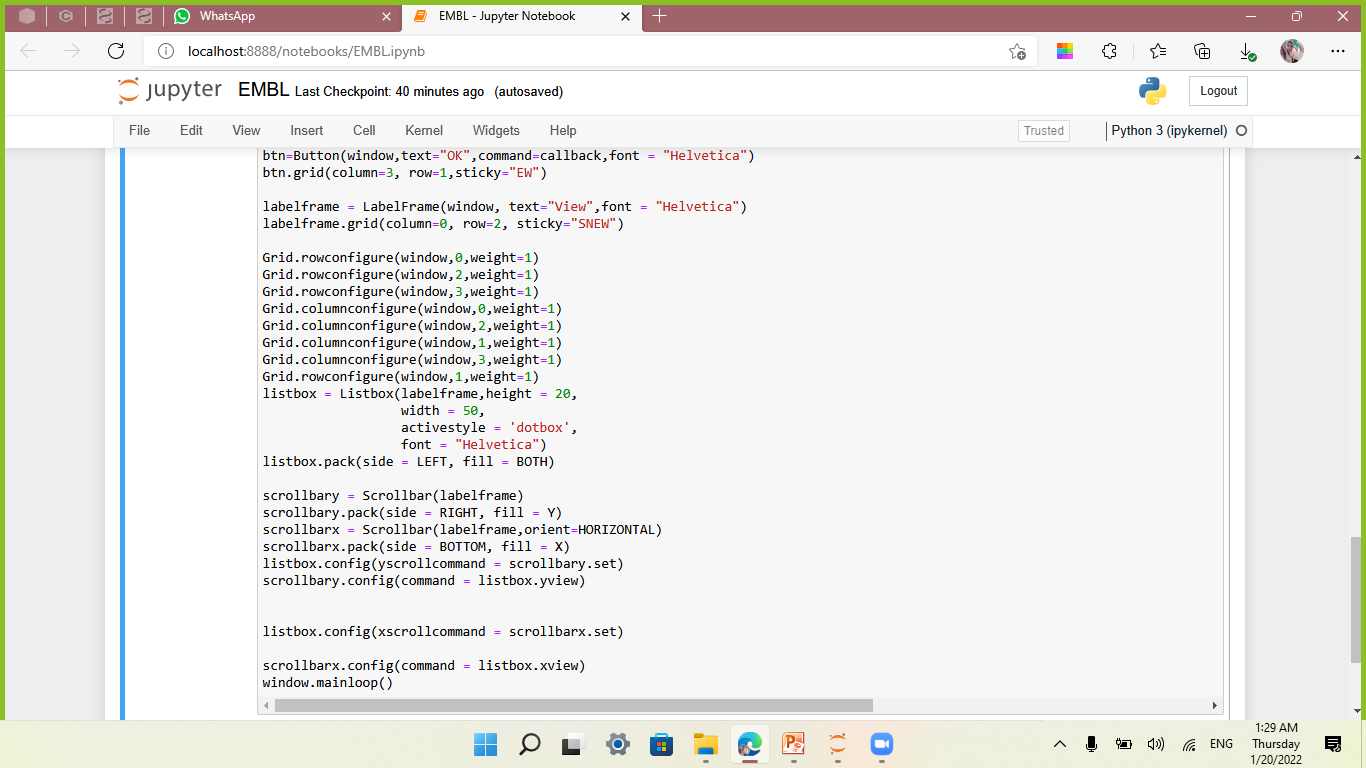 WhatsApp
EMBL - Jupyter Notebook
localhost:8888/notebooks/EMBL.ipynb
jupyter EMBL Last Checkpoint: 40 minutes ago (autosaved)
Logout
File Edit View Insert Cell Kernel Widgets Help
Trusted
Python 3 (ipykernel)
btn=Button(window,text="OK",command=callback,font = "Helvetica")
btn.grid(column=3, row=1,sticky="EW")
labelframe = LabelFrame(window, text="View",font = "Helvetica")
labelframe.grid(column=0, row=2, sticky="SNEW")
Grid.rowconfigure(window,0,weight=1)
Grid.rowconfigure(window,2,weight=1)
Grid.rowconfigure(window,3,weight=1)
Grid.columnconfigure(window,0,weight=1)
Grid.columnconfigure(window,2,weight=1)
Grid.columnconfigure(window,1,weight=1)
Grid.columnconfigure(window,3,weight=1)
Grid.rowconfigure(window,1,weight=1)
listbox = Listbox(labelframe,height = 20,
width = 50,
activestyle = 'dotbox',
font = "Helvetica")
listbox.pack(side = LEFT, fill = BOTH)
scrollbary = Scrollbar(labelframe)
scrollbary.pack(side = RIGHT, fill = Y)
scrollbarx = Scrollbar(labelframe,orient=HORIZONTAL)
scrollbarx.pack(side = BOTTOM, fill = X)
listbox.config(yscrollcommand = scrollbary.set)
scrollbary.config(command = listbox.yview)
listbox.config(xscrollcommand = scrollbarx.set)
scrollbarx.config(command = listbox.xview)
window.mainloop()
ENG
1:29 AM
Thursday
1/20/2022